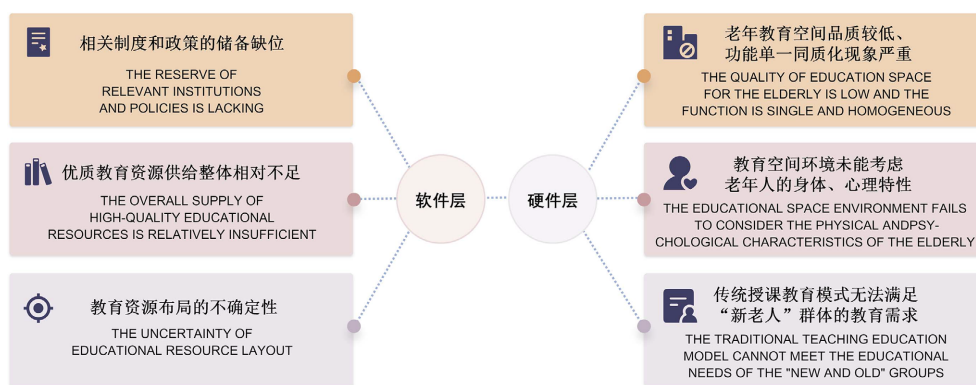 相关制度和政策的储备缺位
THE RESERVE OF
RELEVANT INSTITUTIONS
AND POLICIES IS LACKING
优质教育资源供给整体相对不足
THE OVERALL SUPPLY OF
HIGH-QUALITY EDUCATIONAL
RESOURCES IS RELATIVELY INSUFFICIENT
教育资源布局的不确定性
THE UNCERTAINTY OF
EDUCATIONAL RESOURCE LAYOUT
软件层
硬件层
老年教育空间品质较低、
功能单一同质化现象严重
THE QUALITY OF EDUCATION SPACE
FOR THE ELDERLY IS LOW AND THE
FUNCTION IS SINGLE AND HOMOGENEOUS
教育空间环境未能考虑
老年人的身体、心理特性
THE EDUCATIONAL SPACE ENVIRONMENT FAILS
TO CONSIDER THE PHYSICAL ANDPSY-
CHOLOGICAL CHARACTERISTICS OF THE ELDERLY
传统授课教育模式无法满足
“新老人”群体的教育需求
THE TRADITIONAL TEACHING EDUCATION
MODEL CANNOT MEET THE EDUCATIONAL
NEEDS OF THE "NEW AND OLD" GROUPS